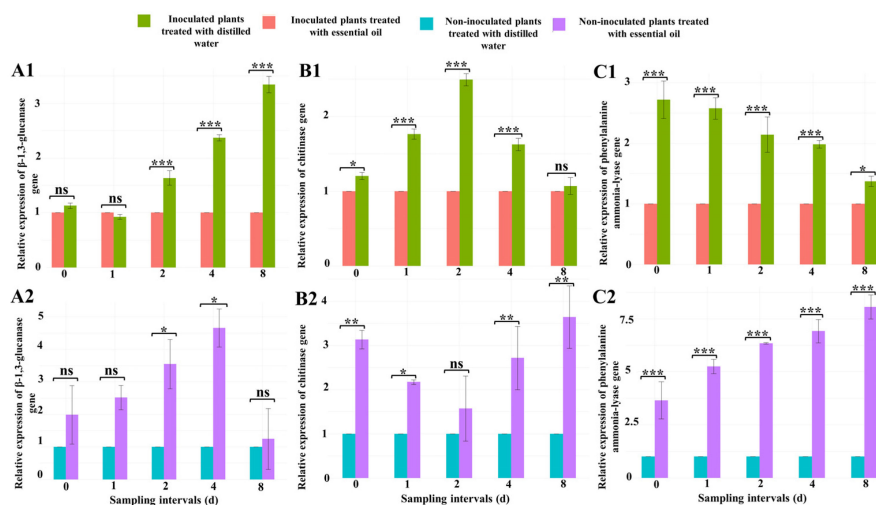 Inoculated plants treated with distilled water
Inoculated plants treated with essential oil
Non-inoculated plants treated with distilled water
Non-inoculated plants treated with essential oil
A1
Relative expression of β-1,3-glucanase gene
3
2
1
0
ns
ns
***
***
***
0 1 2 4 8
B1
Relative expression of chitinase gene
2
1
0
*
***
***
***
ns
0 1 2 4 8
C1
Relative expression of phenylalanine ammonia-lyase gene
3
2
1
0
***
***
***
***
*
0 1 2 4 8
A2
Relative expression of β-1,3-glucanase gene
5
4
3
2
1
0
ns
ns
*
*
ns
0 1 2 4 8
Sampling intervals (d)
B2
Relative expression of chitinase gene
4
3
2
1
0
**
*
ns
**
**
0 1 2 4 8
Sampling intervals (d)
C2
Relative expression of phenylalanine ammonia-lyase gene
7.5
5
2.5
0
***
***
***
***
***
0 1 2 4 8
Sampling intervals (d)